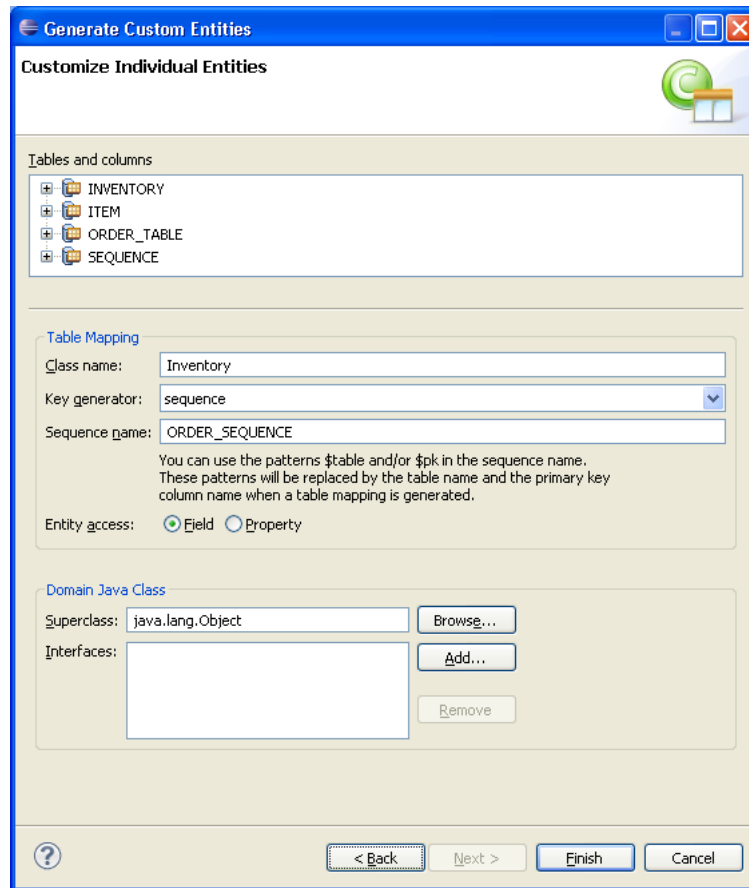 Generate Custom Entities
Customize Individual Entities
Tables and columns
INVENTORY
ITEM
ORDER_TABLE
SEQUENCE
Table Mapping
Class name: Inventory
Key generator: sequence
Sequence name: ORDER_SEQUENCE
You can use the patterns $table and/or $pk in the sequence name.
These patterns will be replaced by the table name and the primary key
column name when a table mapping is generated.
Entity access: Field Property
Domain Java Class
Superclass: java.lang.Object Browse...
Interfaces: Add...
Remove
? < Back Next > Finish Cancel